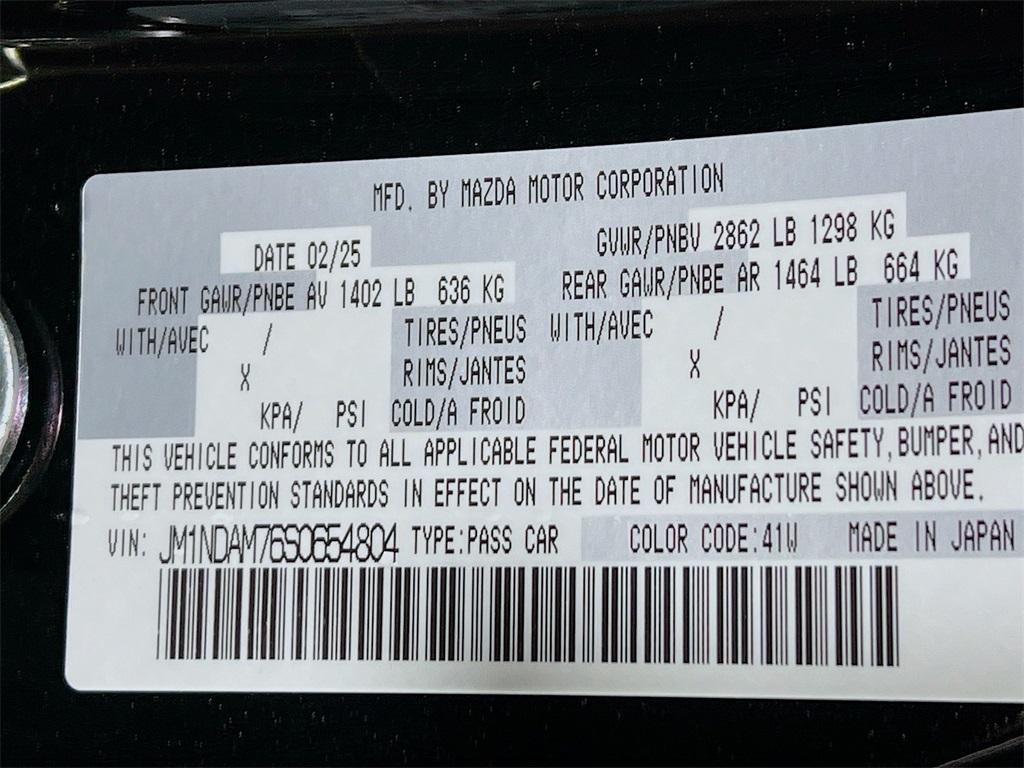 MFD. BY MAZDA MOTOR CORPORATION
DATE 02/25 GVWR/PNBV 2862 LB 1298 KG
FRONT GAWR/PNBE AV 1402 LB 636 KG REAR GAWR/PNBE AR 1464 LB 664 KG
WITH/AVEC / TIRES/PNEUS WITH/AVEC / TIRES/PNEUS
X RIMS/JANTES X RIMS/JANTES
KPA/ PSI COLD/A FROID KPA/ PSI COLD/A FROID
THIS VEHICLE CONFORMS TO ALL APPLICABLE FEDERAL MOTOR VEHICLE SAFETY, BUMPER, AND
THEFT PREVENTION STANDARDS IN EFFECT ON THE DATE OF MANUFACTURE SHOWN ABOVE.
VIN: JM1NDAM76S0654804 TYPE:PASS CAR COLOR CODE:41W MADE IN JAPAN